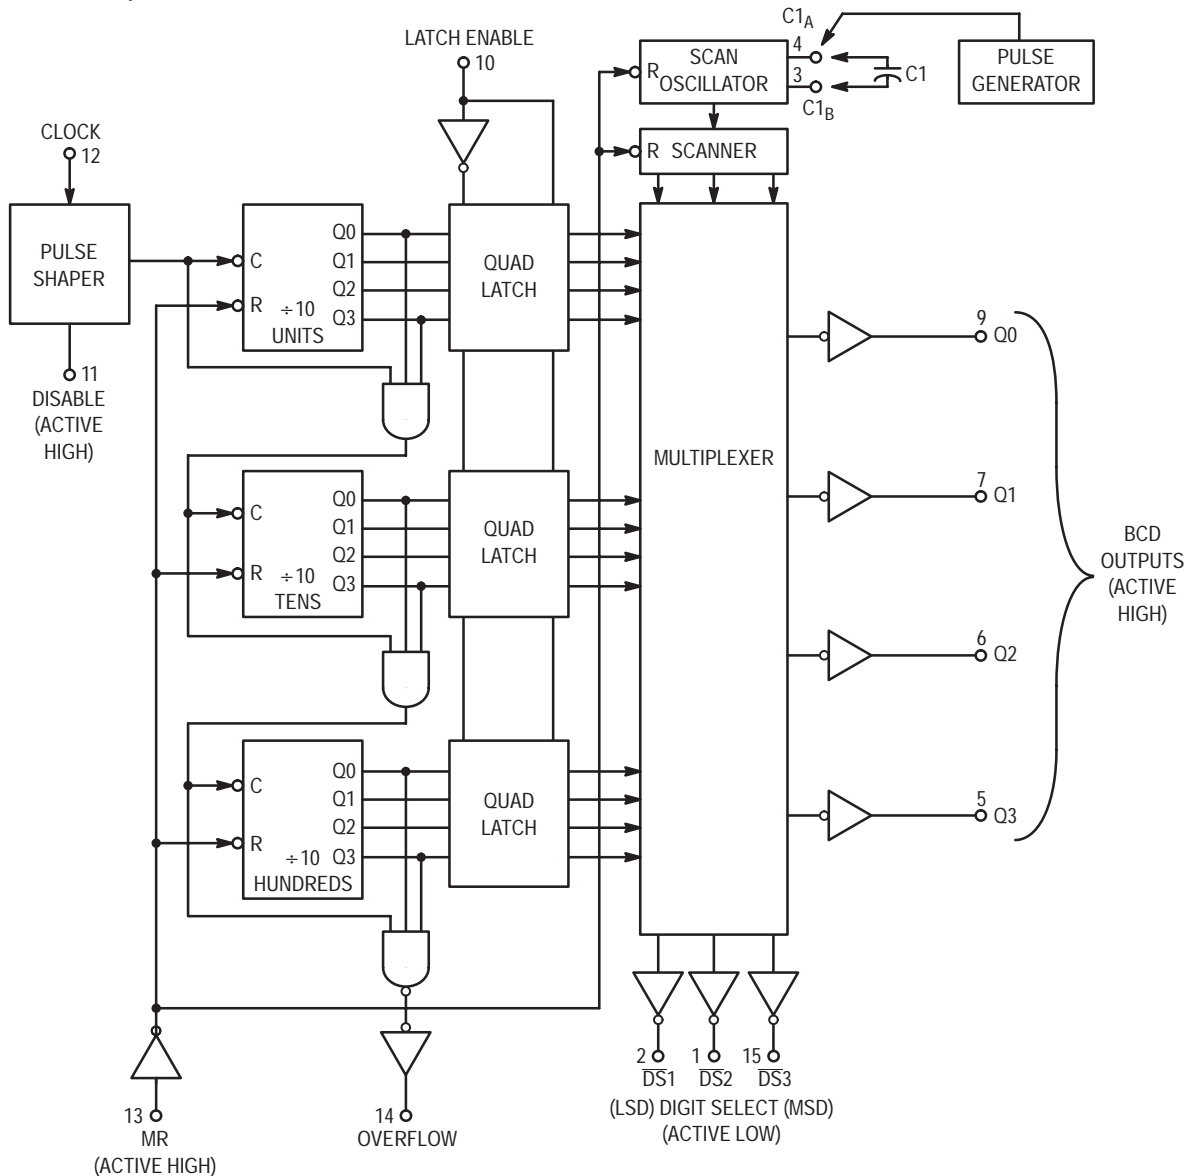 LATCH ENABLE
10
SCAN
OSCILLATOR
R
C1A
4
3
C1B
C1
PULSE
GENERATOR
CLOCK
12
R SCANNER
PULSE
SHAPER
C
R
÷10
UNITS
Q0
Q1
Q2
Q3
QUAD
LATCH
11
DISABLE
(ACTIVE
HIGH)
MULTIPLEXER
9
Q0
7
Q1
6
Q2
5
Q3
BCD
OUTPUTS
(ACTIVE
HIGH)
C
R
÷10
TENS
Q0
Q1
Q2
Q3
QUAD
LATCH
C
R
÷10
HUNDREDS
Q0
Q1
Q2
Q3
QUAD
LATCH
13
MR
(ACTIVE HIGH)
14
OVERFLOW
2
D̅S̅1
1
D̅S̅2
15
D̅S̅3
(LSD) DIGIT SELECT (MSD)
(ACTIVE LOW)